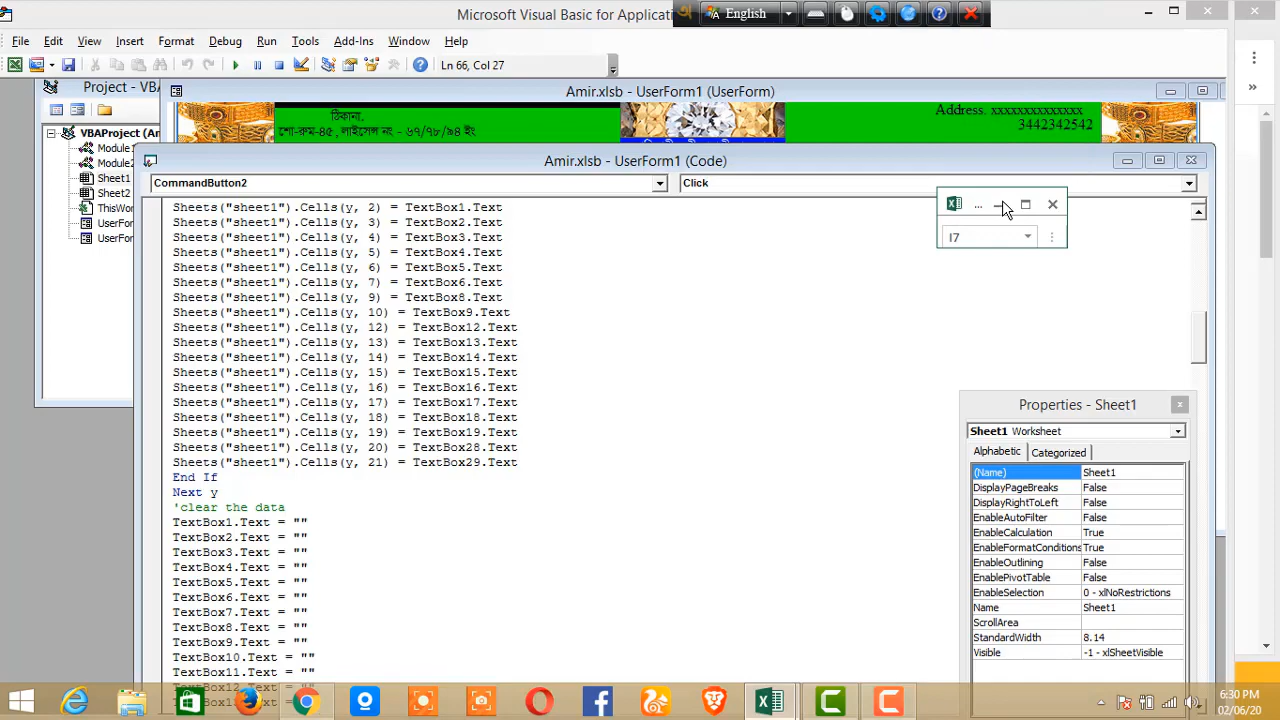 Microsoft Visual Basic for Applicati
English
File Edit View Insert Format Debug Run Tools Add-Ins Window Help
Ln 66, Col 27
Project - VBA
Amir.xlsb - UserForm1 (UserForm)
VBAProject (Am
Module
Module2
Sheet1
Sheet2
ThisWor
UserFor
UserFor
ঠিকানা.
শো-রুম-৪৫, লাইসেন্স নং - ৬৭/৭৮/৯৪ ইং
Address. xxxxxxxxxxxxxx
3442342542
Amir.xlsb - UserForm1 (Code)
CommandButton2
Click
... 
I7
Sheets("sheet1").Cells(y, 2) = TextBox1.Text
Sheets("sheet1").Cells(y, 3) = TextBox2.Text
Sheets("sheet1").Cells(y, 4) = TextBox3.Text
Sheets("sheet1").Cells(y, 5) = TextBox4.Text
Sheets("sheet1").Cells(y, 6) = TextBox5.Text
Sheets("sheet1").Cells(y, 7) = TextBox6.Text
Sheets("sheet1").Cells(y, 9) = TextBox8.Text
Sheets("sheet1").Cells(y, 10) = TextBox9.Text
Sheets("sheet1").Cells(y, 12) = TextBox12.Text
Sheets("sheet1").Cells(y, 13) = TextBox13.Text
Sheets("sheet1").Cells(y, 14) = TextBox14.Text
Sheets("sheet1").Cells(y, 15) = TextBox15.Text
Sheets("sheet1").Cells(y, 16) = TextBox16.Text
Sheets("sheet1").Cells(y, 17) = TextBox17.Text
Sheets("sheet1").Cells(y, 18) = TextBox18.Text
Sheets("sheet1").Cells(y, 19) = TextBox19.Text
Sheets("sheet1").Cells(y, 20) = TextBox28.Text
Sheets("sheet1").Cells(y, 21) = TextBox29.Text
End If
Next y
'clear the data
TextBox1.Text = ""
TextBox2.Text = ""
TextBox3.Text = ""
TextBox4.Text = ""
TextBox5.Text = ""
TextBox6.Text = ""
TextBox7.Text = ""
TextBox8.Text = ""
TextBox9.Text = ""
TextBox10.Text = ""
TextBox11.Text = ""
Properties - Sheet1
Sheet1 Worksheet
Alphabetic Categorized
(Name) Sheet1
DisplayPageBreaks False
DisplayRightToLeft False
EnableAutoFilter False
EnableCalculation True
EnableFormatConditions True
EnableOutlining False
EnablePivotTable False
EnableSelection 0 - xlNoRestrictions
Name Sheet1
ScrollArea
StandardWidth 8.14
Visible -1 - xlSheetVisible
6:30 PM
02/06/20